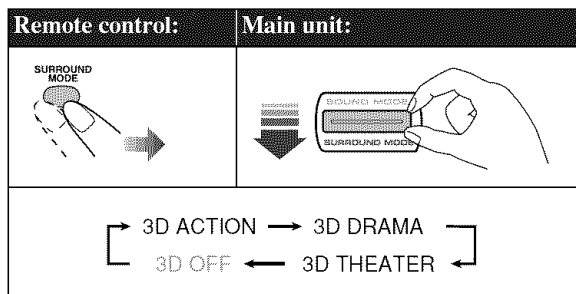 Remote control: Main unit:
SURROUND
MODE
SOUND MODE
SURROUND MODE
3D ACTION 3D DRAMA
3D OFF 3D THEATER